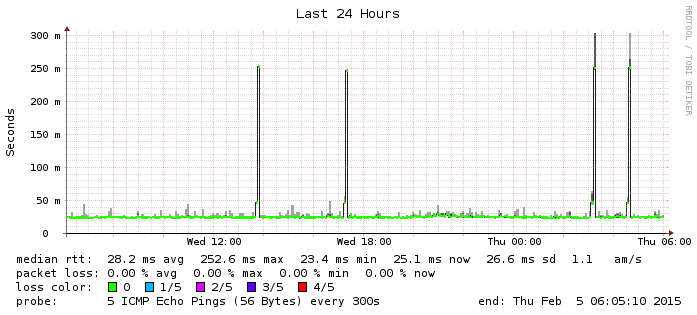 Last 24 Hours
RRDTOOL / TOBI OETIKER
Seconds
300 m
250 m
200 m
150 m
100 m
50 m
0
Wed 12:00 Wed 18:00 Thu 00:00 Thu 06:00
median rtt: 28.2 ms avg 252.6 ms max 23.4 ms min 25.1 ms now 26.6 ms sd 1.1 am/s
packet loss: 0.00 % avg 0.00 % max 0.00 % min 0.00 % now
loss color: 0 1/5 2/5 3/5 4/5
probe: 5 ICMP Echo Pings (56 Bytes) every 300s end: Thu Feb 5 06:05:10 2015